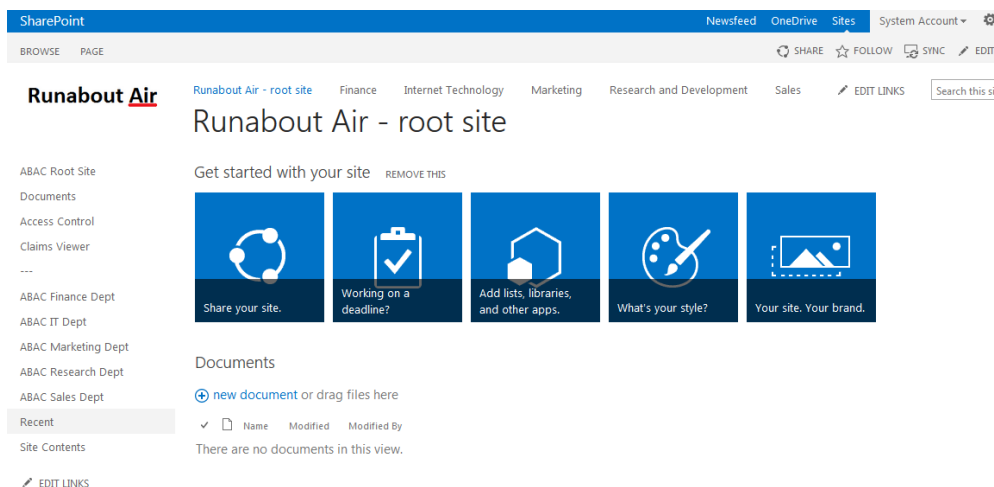 SharePoint Newsfeed OneDrive Sites System Account
BROWSE PAGE SHARE FOLLOW SYNC EDIT
Runabout Air
Runabout Air - root site Finance Internet Technology Marketing Research and Development Sales EDIT LINKS Search this si
Runabout Air - root site
ABAC Root Site
Documents
Access Control
Claims Viewer
---
ABAC Finance Dept
ABAC IT Dept
ABAC Marketing Dept
ABAC Research Dept
ABAC Sales Dept
Recent
Site Contents
EDIT LINKS
Get started with your site REMOVE THIS
Share your site.
Working on a
deadline?
Add lists, libraries,
and other apps.
What's your style?
Your site. Your brand.
Documents
new document or drag files here
Name Modified Modified By
There are no documents in this view.